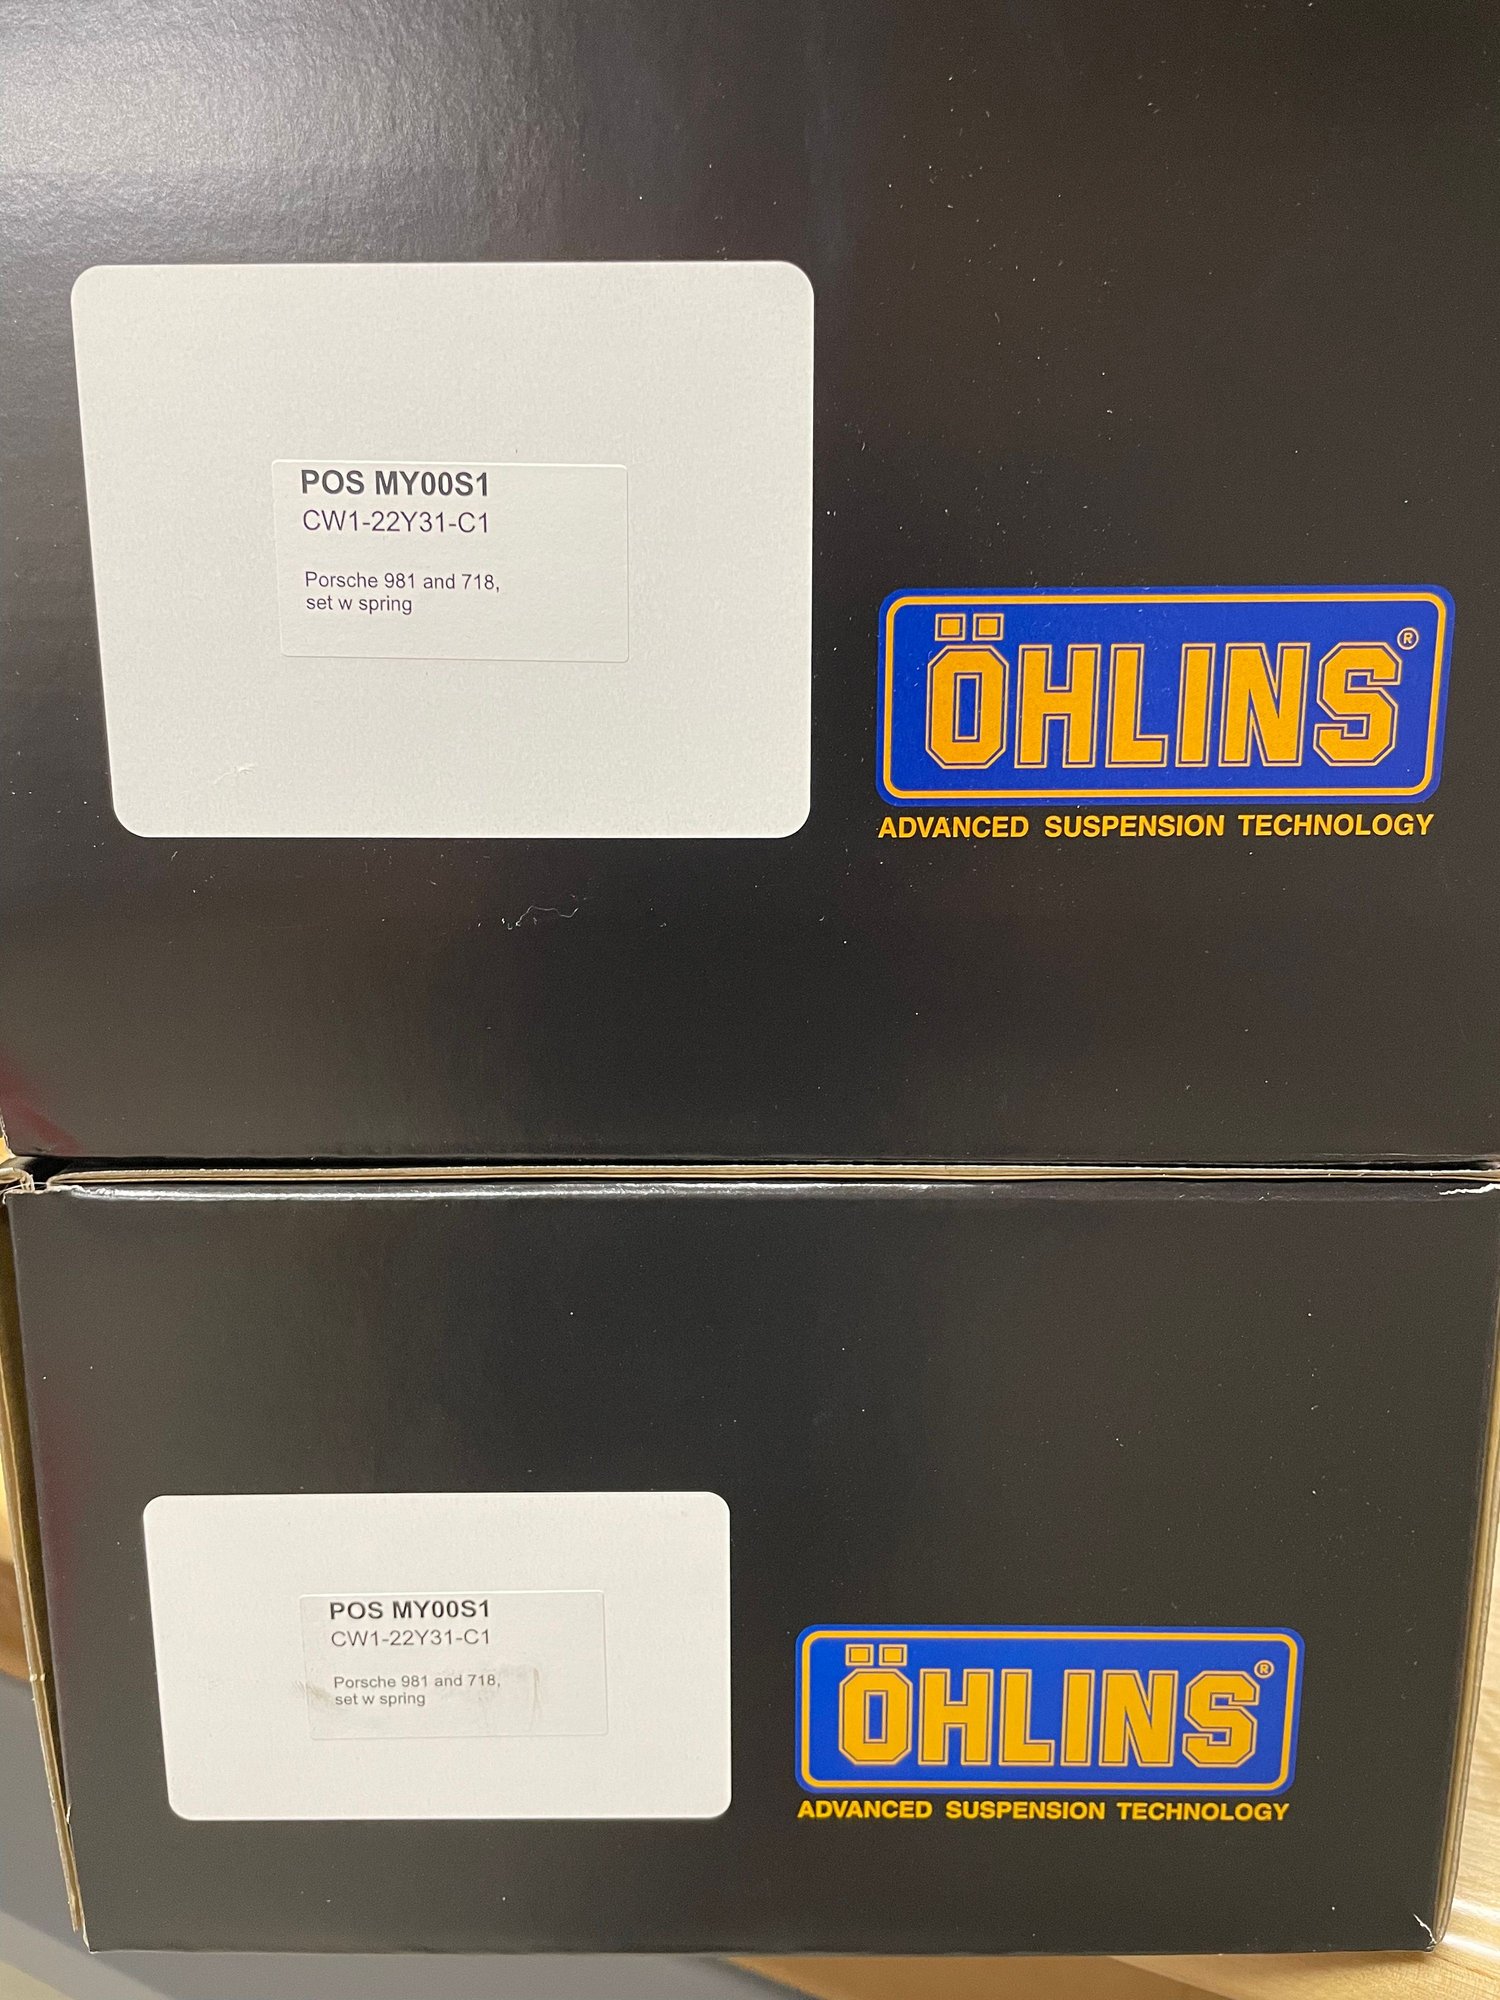 POS MY00S1
CW1-22Y31-C1
Porsche 981 and 718,
set w spring
ÖHLINS®
ADVANCED SUSPENSION TECHNOLOGY
POS MY00S1
CW1-22Y31-C1
Porsche 981 and 718,
set w spring
ÖHLINS®
ADVANCED SUSPENSION TECHNOLOGY